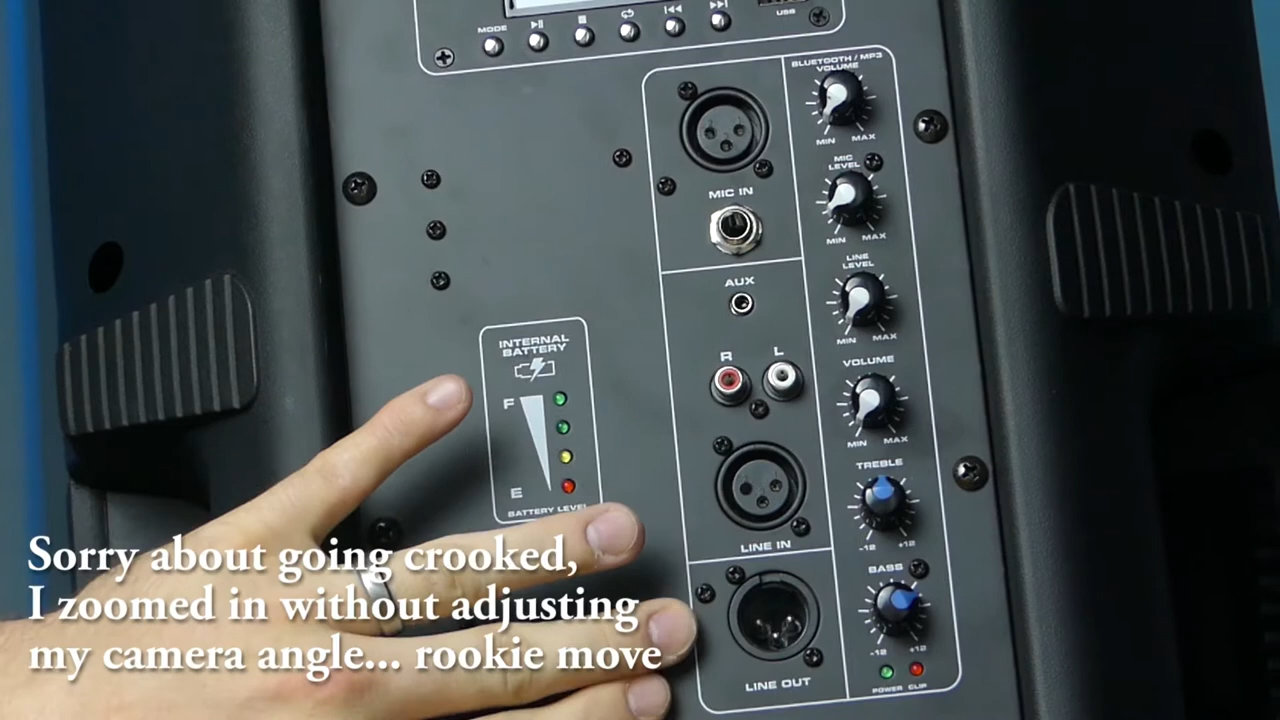 MODE
USB
BLUETOOTH / MP3
VOLUME
MIN MAX
MIC IN
MIC
LEVEL
MIN MAX
AUX
LINE
LEVEL
MIN MAX
INTERNAL
BATTERY
F
E
BATTERY LEVEL
R L
VOLUME
MIN MAX
TREBLE
-12 +12
LINE IN
BASS
-12 +12
LINE OUT
POWER CLIP
Sorry about going crooked,
I zoomed in without adjusting
my camera angle... rookie move